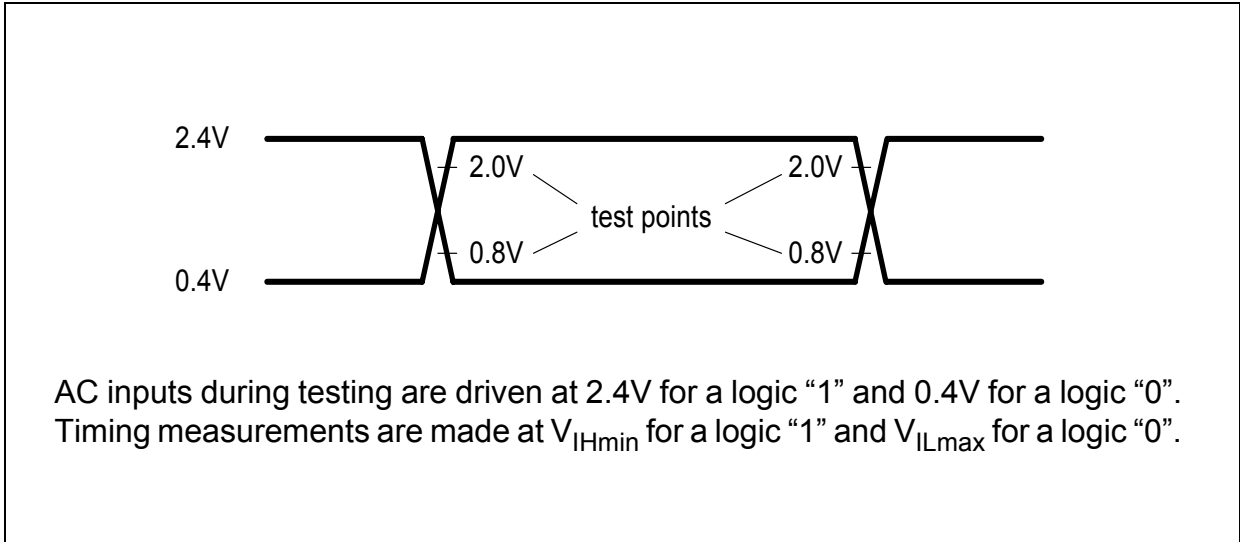 2.4V
2.0V 2.0V
test points
0.8V 0.8V
0.4V
AC inputs during testing are driven at 2.4V for a logic “1” and 0.4V for a logic “0”.
Timing measurements are made at VIHmin for a logic “1” and VILmax for a logic “0”.